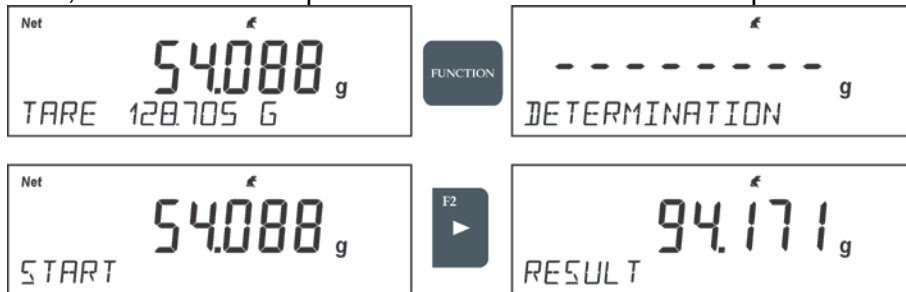 Net
54.088 g
TARE 128.705 G
FUNCTION
-------- g
DETERMINATION
Net
54.088 g
START
F2
94.171 g
RESULT